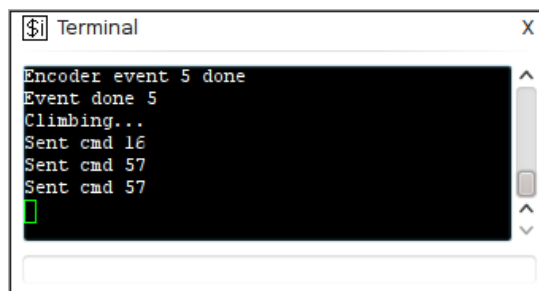 $i Terminal X
Encoder event 5 done
Event done 5
Climbing...
Sent cmd 16
Sent cmd 57
Sent cmd 57